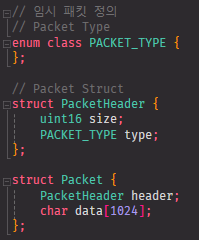 // 임시 패킷 정의
// Packet Type
enum class PACKET_TYPE {
};
// Packet Struct
struct PacketHeader {
uint16 size;
PACKET_TYPE type;
};
struct Packet {
PacketHeader header;
char data[1024];
};